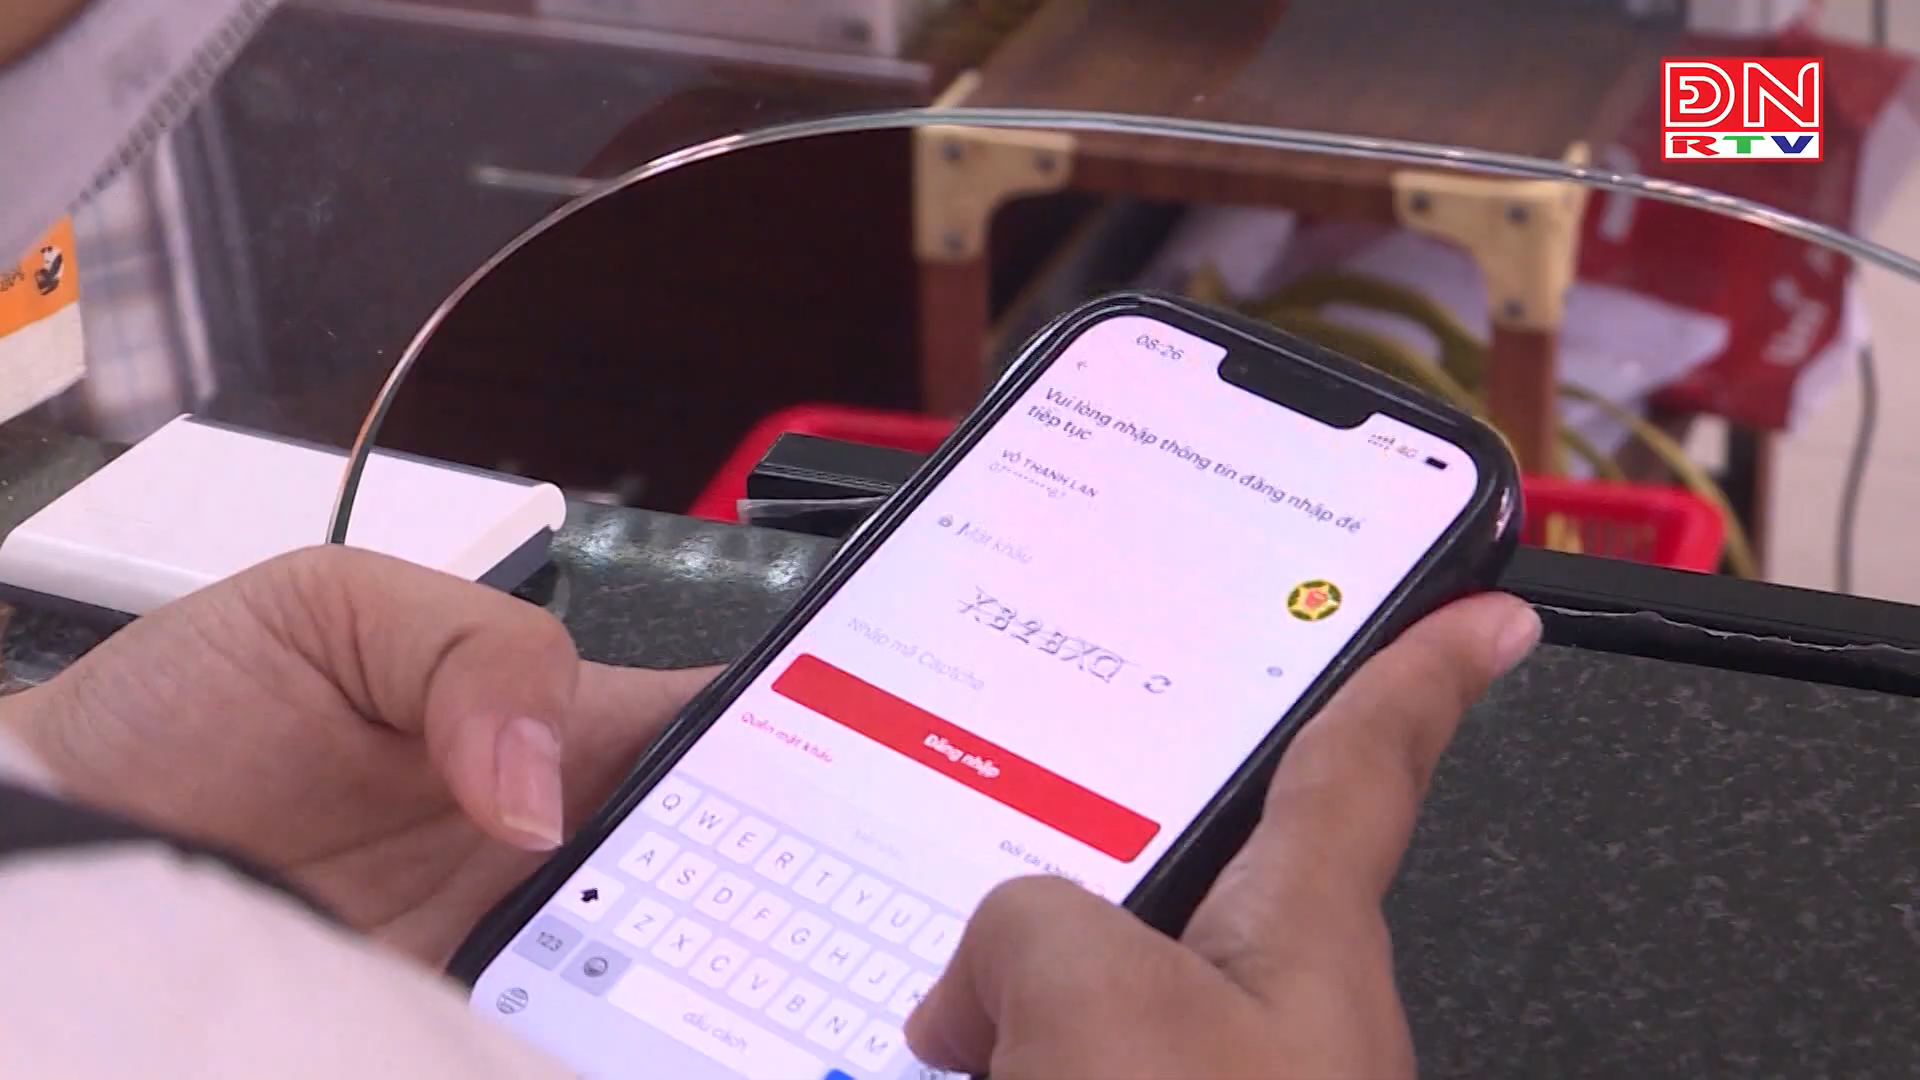 ĐN
RTV
08:26
4G
Vui lòng nhập thông tin đăng nhập để
tiếp tục
VÕ THANH LAN
Mật khẩu
Nhập mã Captcha
Đăng nhập
Quên mật khẩu
Q W E R T Y U I
A S D F G H J K
Z X C V B N M
123
dấu cách